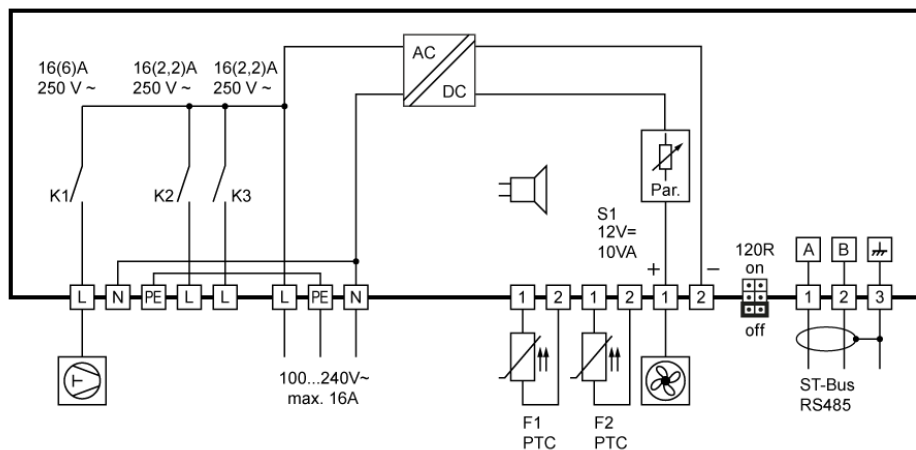 AC
DC
16(6)A
250 V ~
16(2,2)A
250 V ~
16(2,2)A
250 V ~
K1
K2
K3
Par.
S1
12V=
10VA
+
–
120R
on
off
A
B
L
N
PE
L
L
L
PE
N
1
2
1
2
1
2
1
2
3
T
100...240V~
max. 16A
F1
PTC
F2
PTC
ST-Bus
RS485